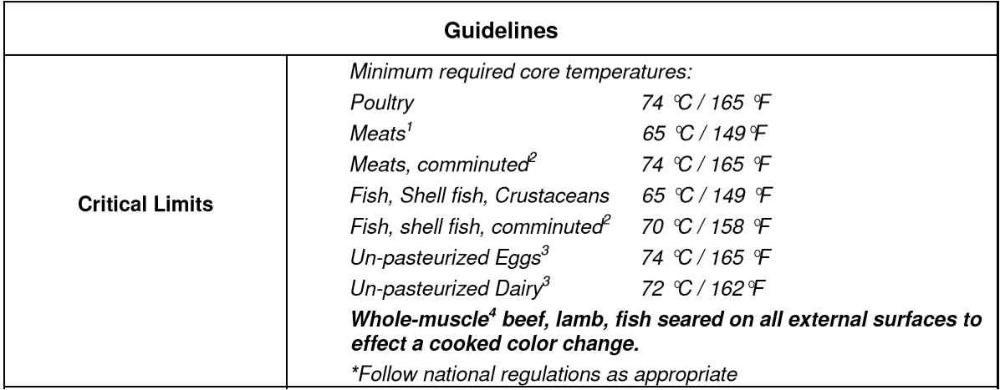 Guidelines
Critical Limits
Minimum required core temperatures:
Poultry 74 °C / 165 °F
Meats¹ 65 °C / 149°F
Meats, comminuted² 74 °C / 165 °F
Fish, Shell fish, Crustaceans 65 °C / 149 °F
Fish, shell fish, comminuted² 70 °C / 158 °F
Un-pasteurized Eggs³ 74 °C / 165 °F
Un-pasteurized Dairy³ 72 °C / 162°F
Whole-muscle⁴ beef, lamb, fish seared on all external surfaces to
effect a cooked color change.
*Follow national regulations as appropriate